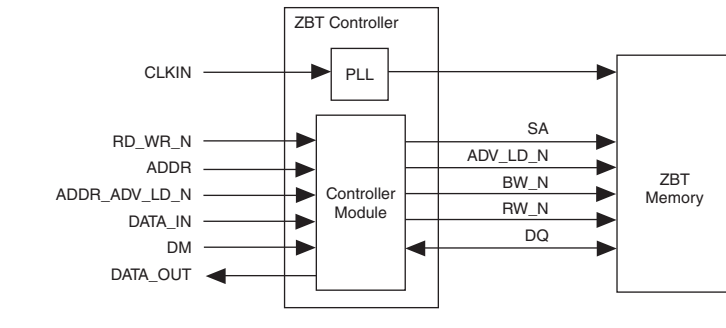 ZBT Controller
CLKIN
PLL
RD_WR_N
ADDR
ADDR_ADV_LD_N
DATA_IN
DM
DATA_OUT
Controller
Module
SA
ADV_LD_N
BW_N
RW_N
DQ
ZBT
Memory